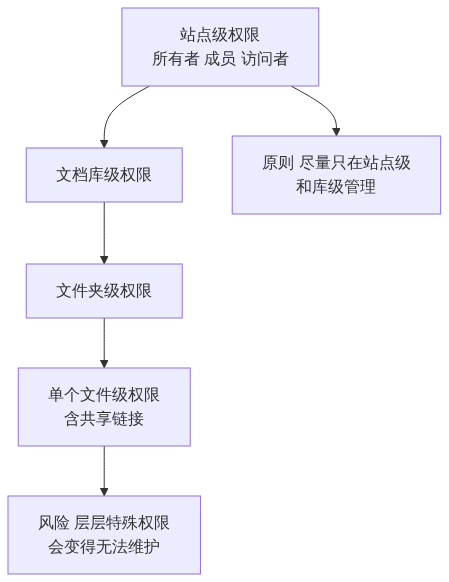 站点级权限
所有者 成员 访问者
文档库级权限
原则 尽量只在站点级
和库级管理
文件夹级权限
单个文件级权限
含共享链接
风险 层层特殊权限
会变得无法维护